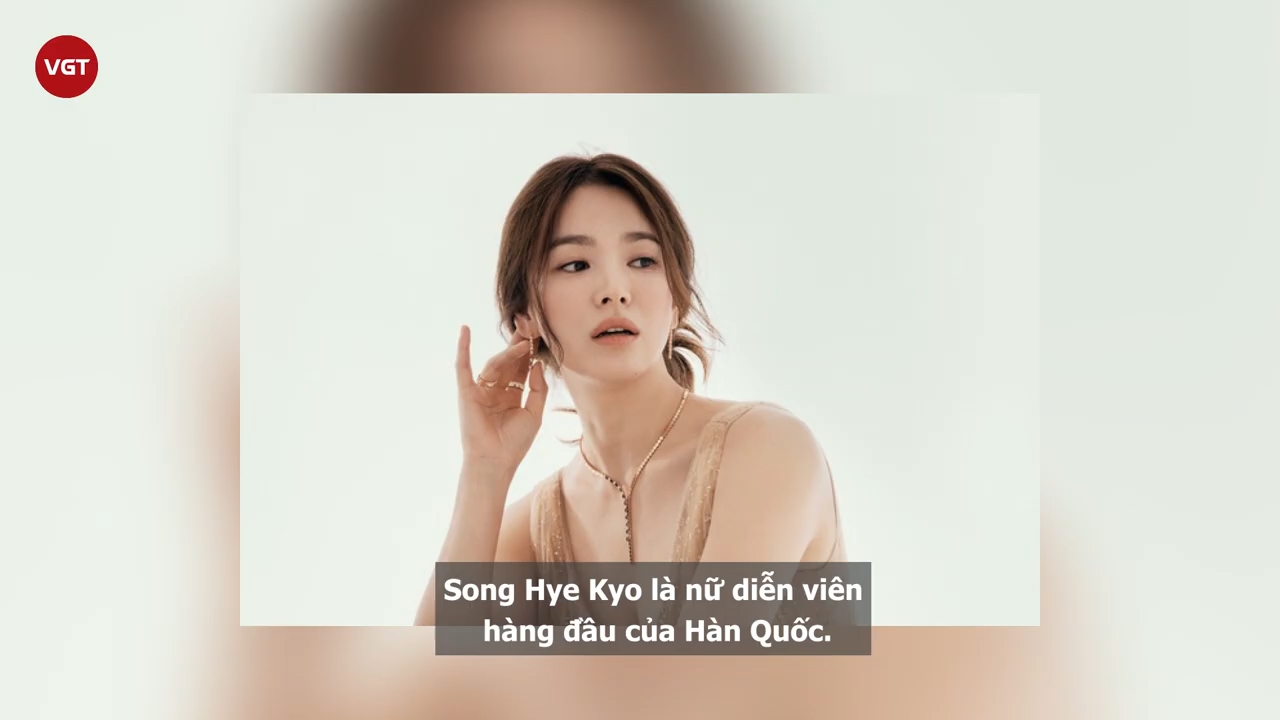 VGT
Song Hye Kyo là nữ diễn viên
hàng đầu của Hàn Quốc.